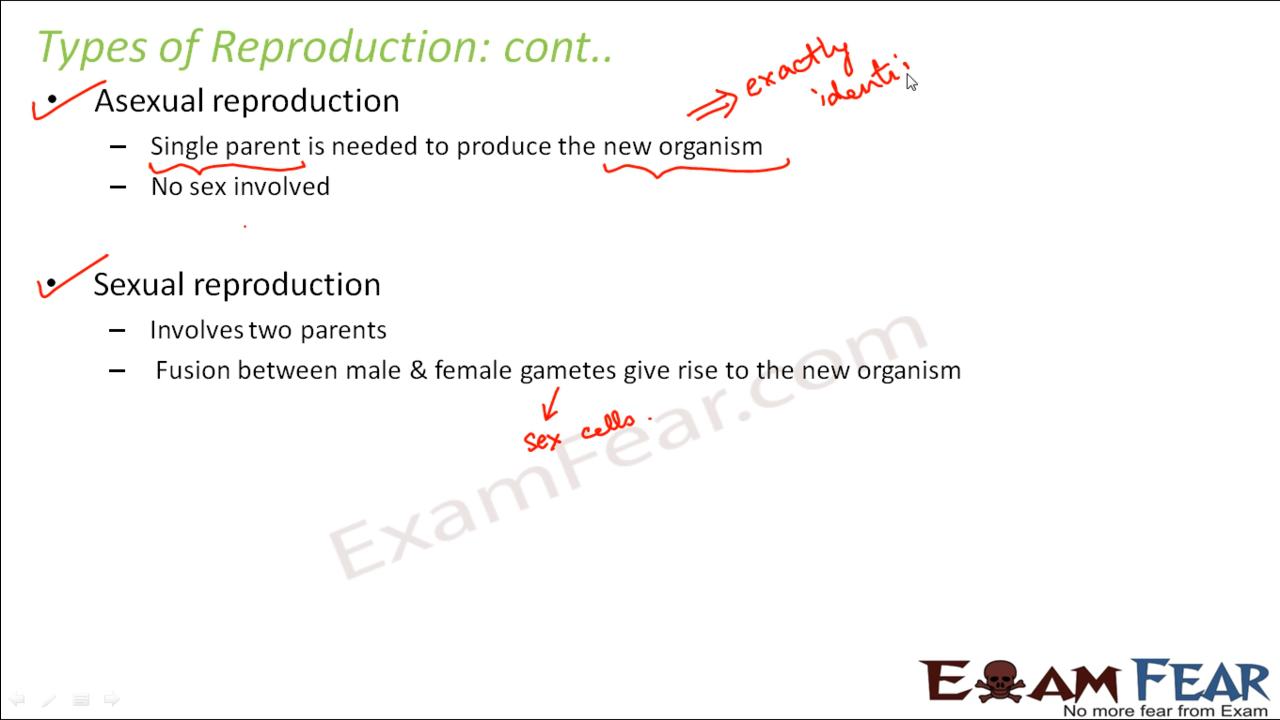 Types of Reproduction: cont..
exactly
identi
• Asexual reproduction
– Single parent is needed to produce the new organism
– No sex involved
• Sexual reproduction
– Involves two parents
– Fusion between male & female gametes give rise to the new organism
sex cells.
ExamFear.com
EXAM FEAR
No more fear from Exam